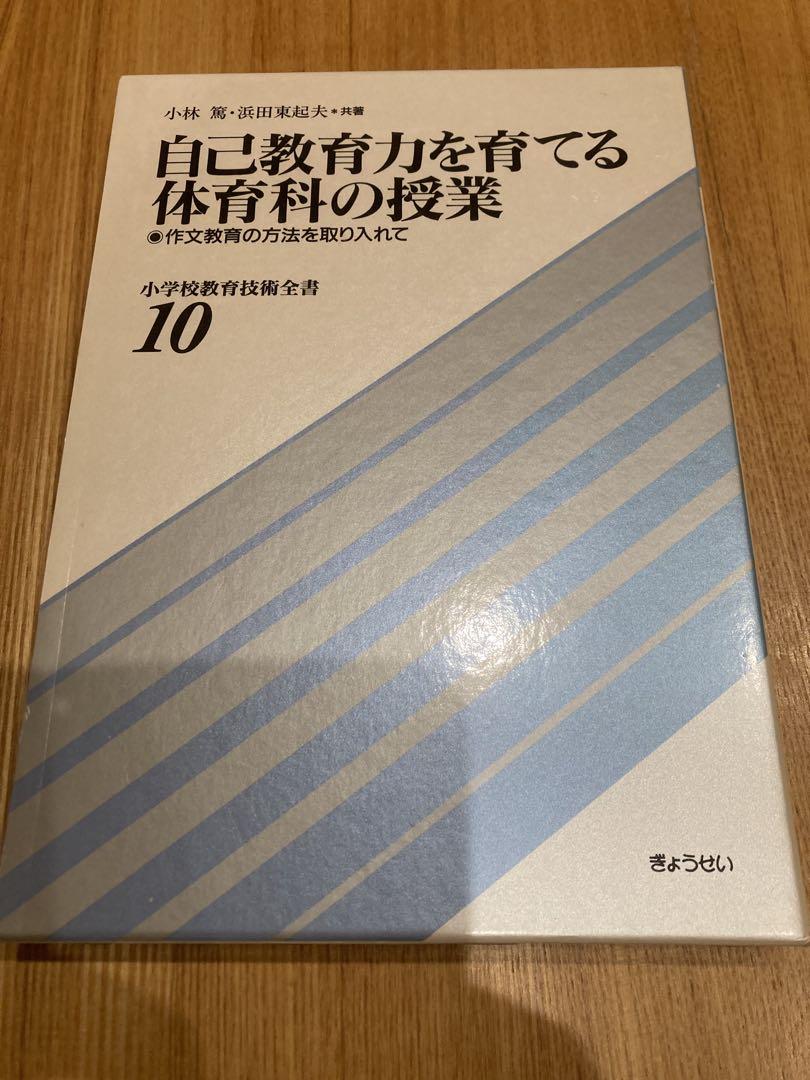 小林 篤・浜田東起夫*共著
自己教育力を育てる
体育科の授業
◉作文教育の方法を取り入れて
小学校教育技術全書
10
ぎょうせい